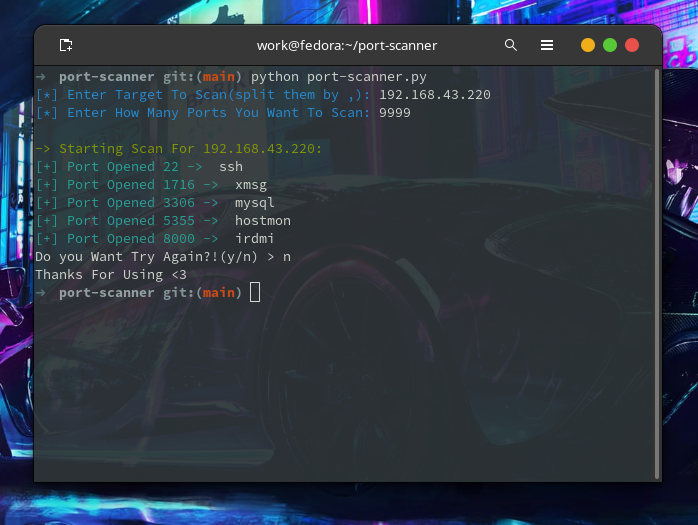 work@fedora:~/port-scanner
➜  port-scanner git:(main) python port-scanner.py
[*] Enter Target To Scan(split them by ,): 192.168.43.220
[*] Enter How Many Ports You Want To Scan: 9999
-> Starting Scan For 192.168.43.220:
[+] Port Opened 22 ->  ssh
[+] Port Opened 1716 ->  xmsg
[+] Port Opened 3306 ->  mysql
[+] Port Opened 5355 ->  hostmon
[+] Port Opened 8000 ->  irdmi
Do you Want Try Again?!(y/n) > n
Thanks For Using <3
➜  port-scanner git:(main)